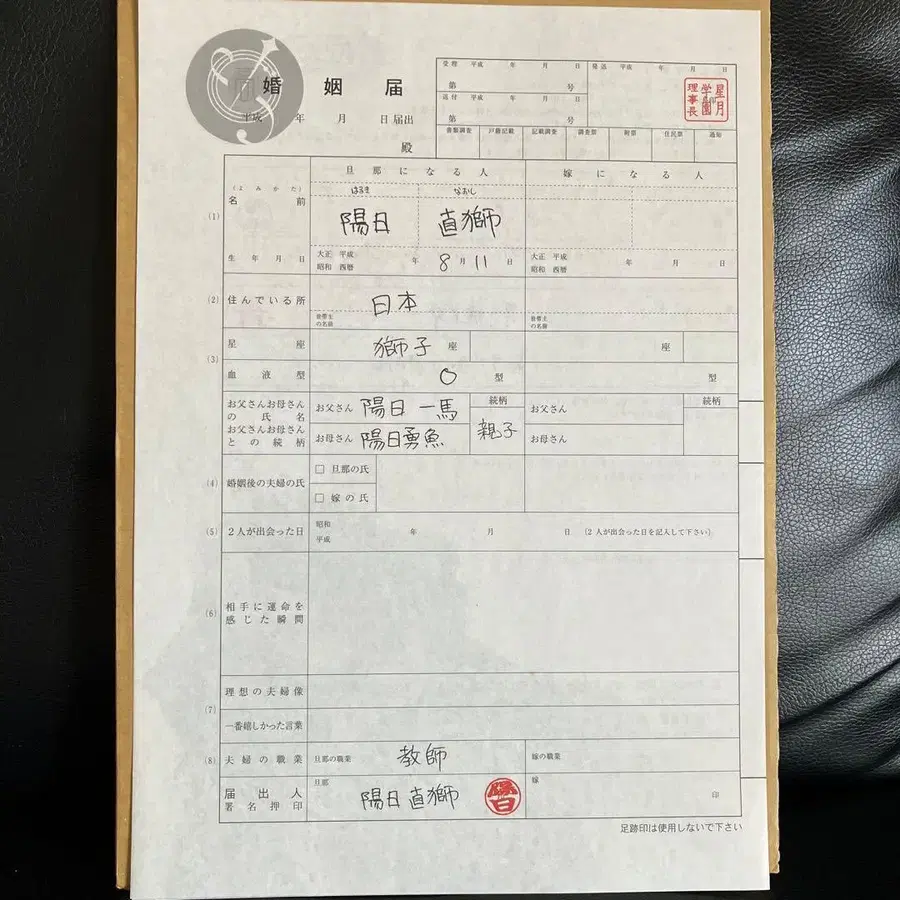 婚姻届
平成 年 月 日 届出
殿
受理 平成 年 月 日
第 号
発送 平成 年 月 日
送付 平成 年 月 日
第 号
書類調査 戸籍記載 記載調査 調査票 附票 住民票 通知
星月学園理事長印
旦那になる人 嫁になる人
(1)
(よみかた)
はるき なおし
名前 陽日 直獅
生年月日 大正 平成 昭和 西暦 年 8月11日 大正 平成 昭和 西暦 年 月 日
(2) 住んでいる所 日本
世帯主の名前 世帯主の名前
(3)
星座 獅子座 座
血液型 O型 型
お父さんお母さんの氏名
お父さんお母さんとの続柄
お父さん 陽日 一馬 続柄 お父さん 続柄
お母さん 陽日勇魚 親子 お母さん
(4) 婚姻後の夫婦の氏
□ 旦那の氏
□ 嫁の氏
(5) 2人が出会った日 昭和 平成 年 月 日 (2人が出会った日を記入して下さい)
(6) 相手に運命を
感じた瞬間
(7)
理想の夫婦像
一番嬉しかった言葉
(8) 夫婦の職業 旦那の職業 教師 嫁の職業
届出人
署名押印
旦那 陽日 直獅 陽日 嫁 印
足跡印は使用しないで下さい